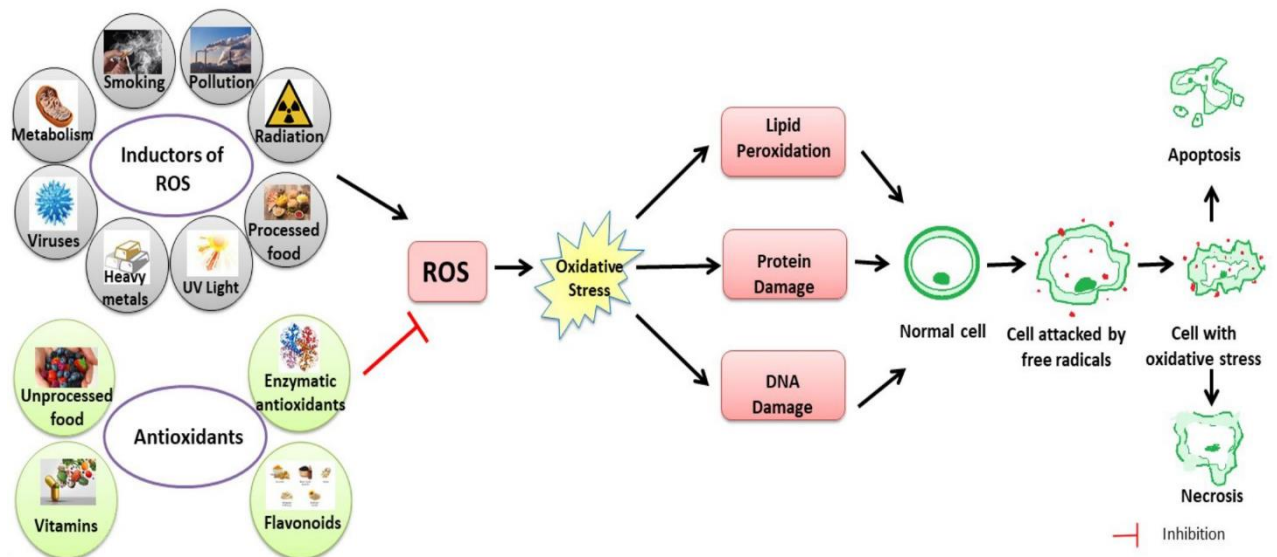 Smoking
Pollution
Metabolism
Radiation
Inductors of
ROS
Viruses
Processed
food
Heavy
metals
UV Light
Unprocessed
food
Enzymatic
antioxidants
Antioxidants
Vitamins
Flavonoids
ROS
Oxidative
Stress
Lipid
Peroxidation
Protein
Damage
DNA
Damage
Normal cell
Cell attacked by
free radicals
Cell with
oxidative stress
Apoptosis
Necrosis
Inhibition